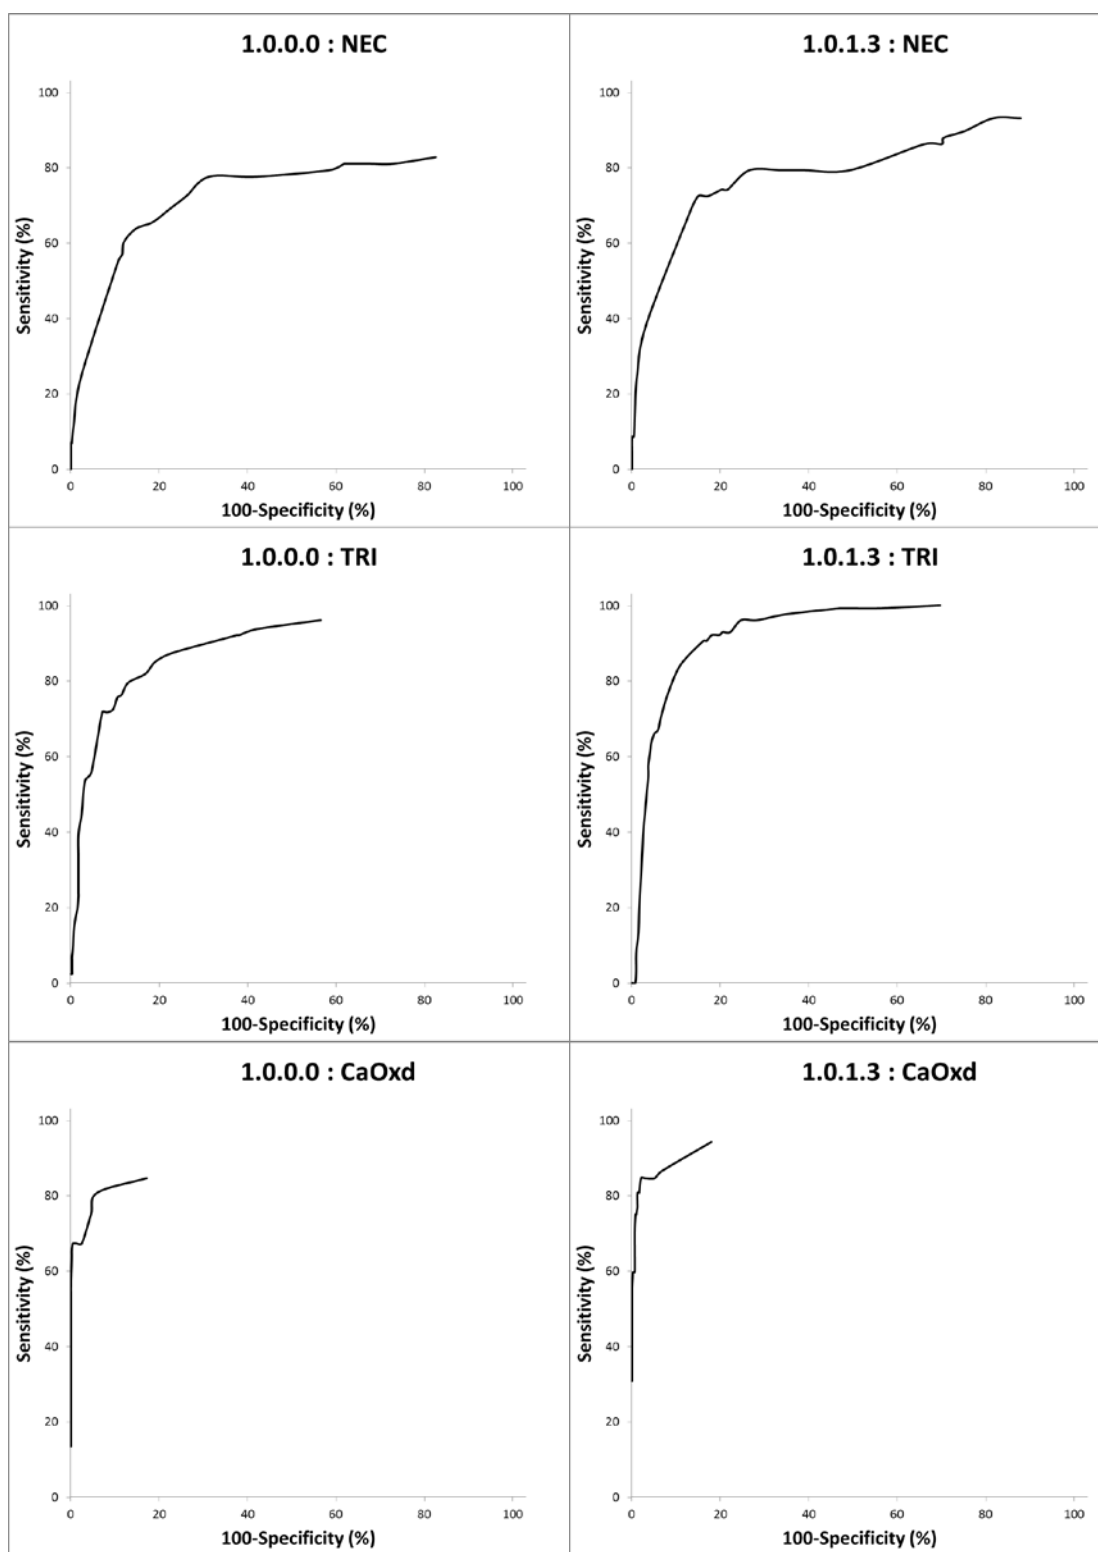 1.0.0.0 : NEC
100
80
60
40
20
0
Sensitivity (%)
0 20 40 60 80 100
100-Specificity (%)
1.0.1.3 : NEC
100
80
60
40
20
0
Sensitivity (%)
0 20 40 60 80 100
100-Specificity (%)
1.0.0.0 : TRI
100
80
60
40
20
0
Sensitivity (%)
0 20 40 60 80 100
100-Specificity (%)
1.0.1.3 : TRI
100
80
60
40
20
0
Sensitivity (%)
0 20 40 60 80 100
100-Specificity (%)
1.0.0.0 : CaOxd
100
80
60
40
20
0
Sensitivity (%)
0 20 40 60 80 100
100-Specificity (%)
1.0.1.3 : CaOxd
100
80
60
40
20
0
Sensitivity (%)
0 20 40 60 80 100
100-Specificity (%)